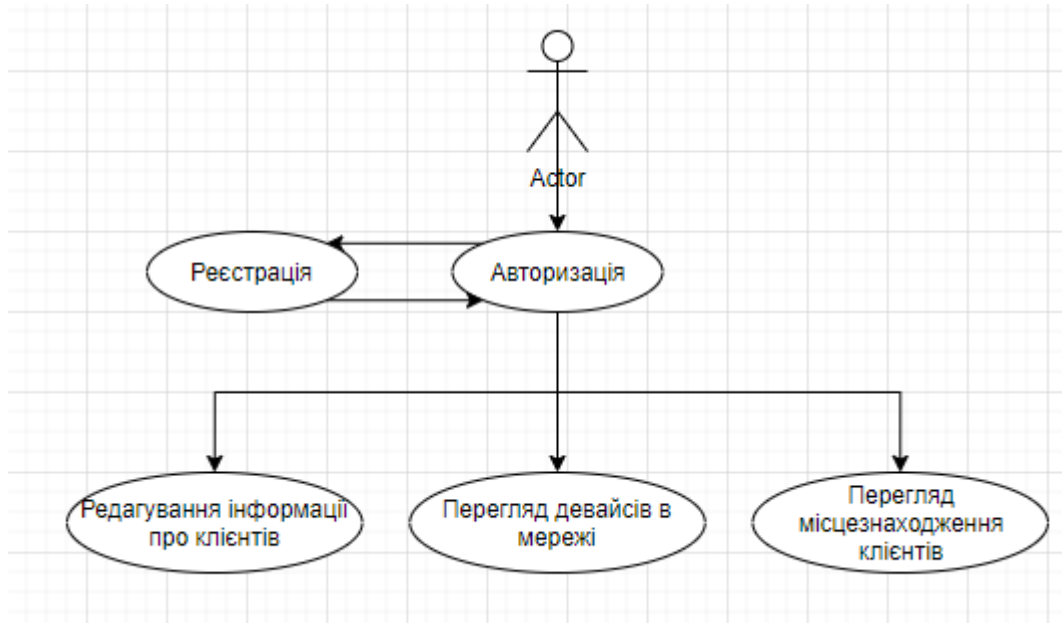 Actor
Реєстрація
Авторизація
Редагування інформації
про клієнтів
Перегляд девайсів в
мережі
Перегляд
місцезнаходження
клієнтів